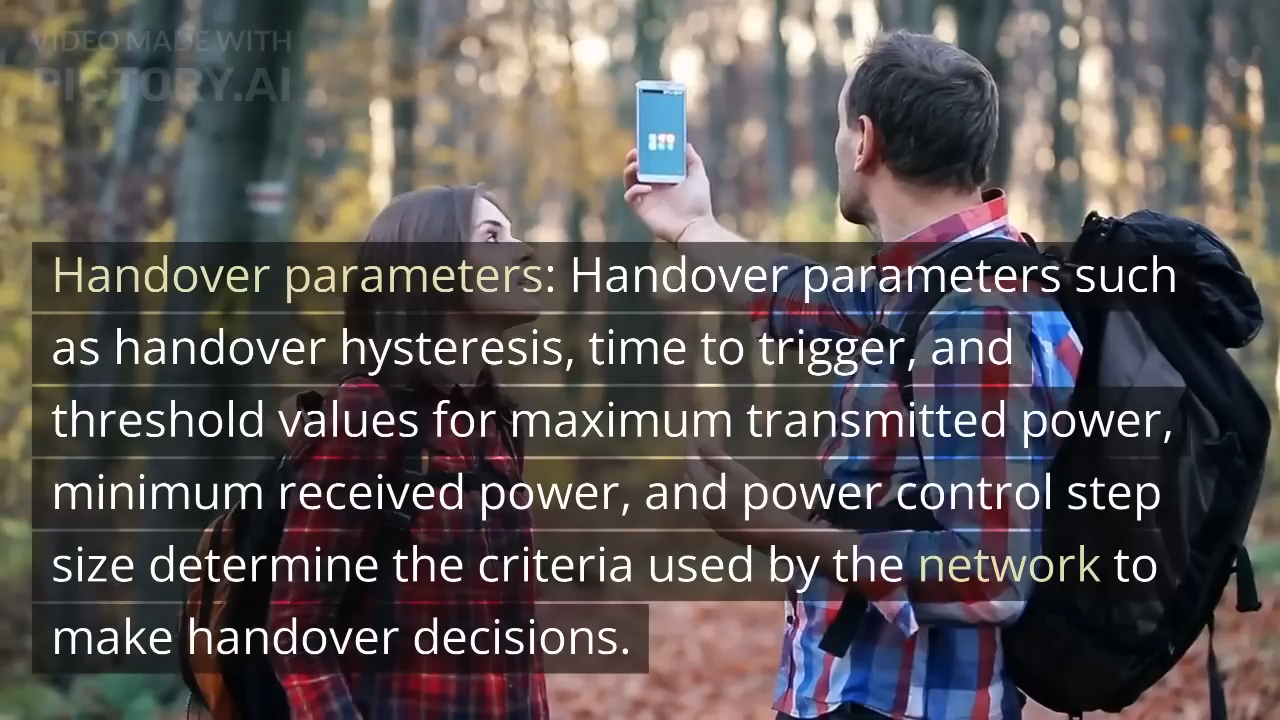 VIDEO MADE WITH
PICTORY.AI
Handover parameters: Handover parameters such
as handover hysteresis, time to trigger, and
threshold values for maximum transmitted power,
minimum received power, and power control step
size determine the criteria used by the network to
make handover decisions.